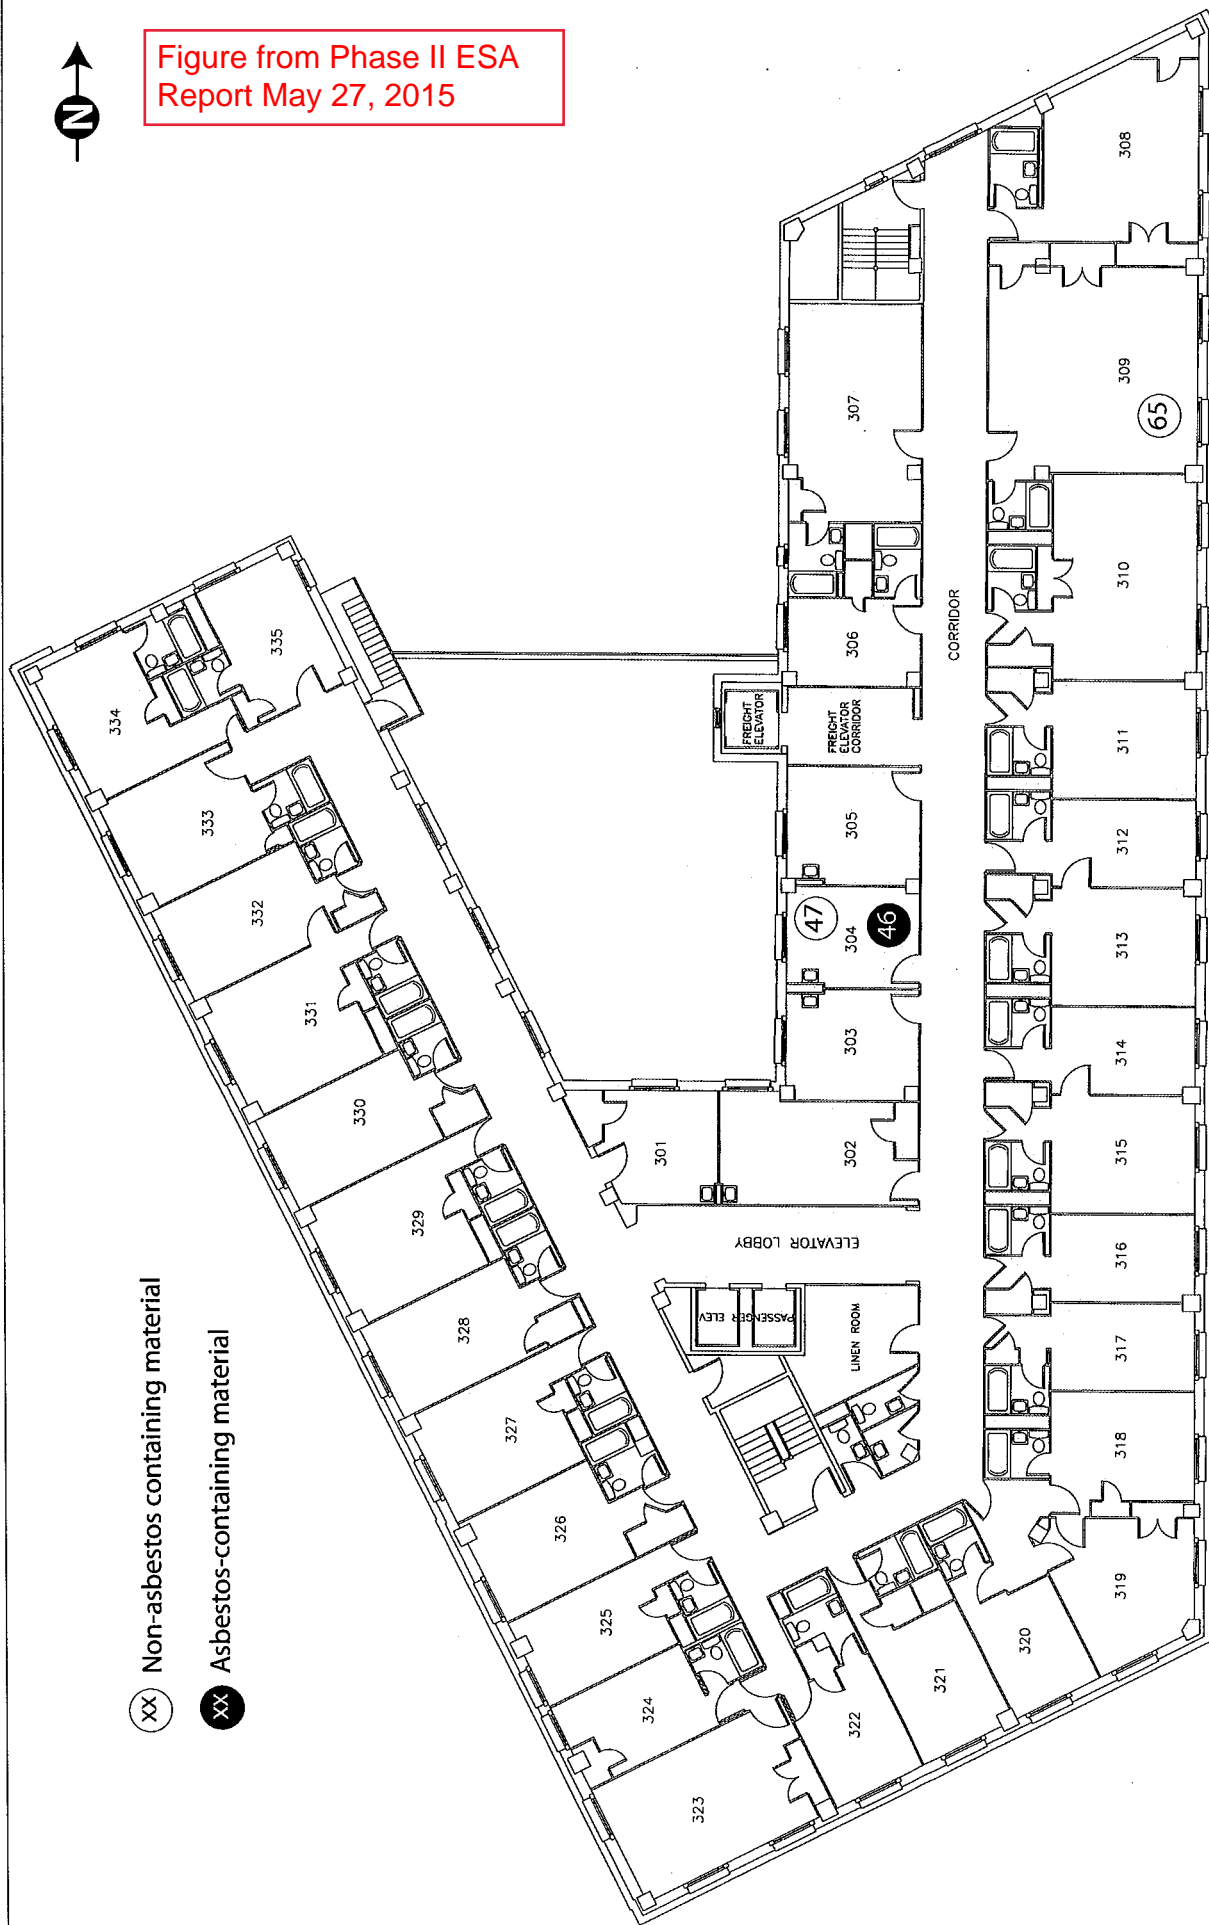 N
Figure from Phase II ESA
Report May 27, 2015
XX Non-asbestos containing material
XX Asbestos-containing material
308
307
309
65
310
306
CORRIDOR
FREIGHT
ELEVATOR
FREIGHT
ELEVATOR
CORRIDOR
311
305
312
47
304
46
313
303
314
301
302
315
ELEVATOR LOBBY
316
PASSENGER ELEV
LINEN ROOM
317
318
319
320
321
322
323
324
325
326
327
328
329
330
331
332
333
334
335